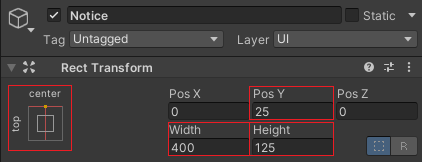 Notice
Static
Tag Untagged Layer UI
Rect Transform
center
top
Pos X Pos Y Pos Z
0 25 0
Width Height
400 125
R